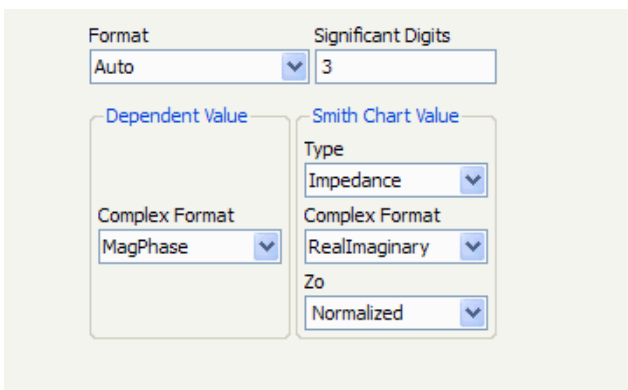 Format Significant Digits
Auto 3
Dependent Value Smith Chart Value
Type
Impedance
Complex Format Complex Format
MagPhase RealImaginary
Zo
Normalized